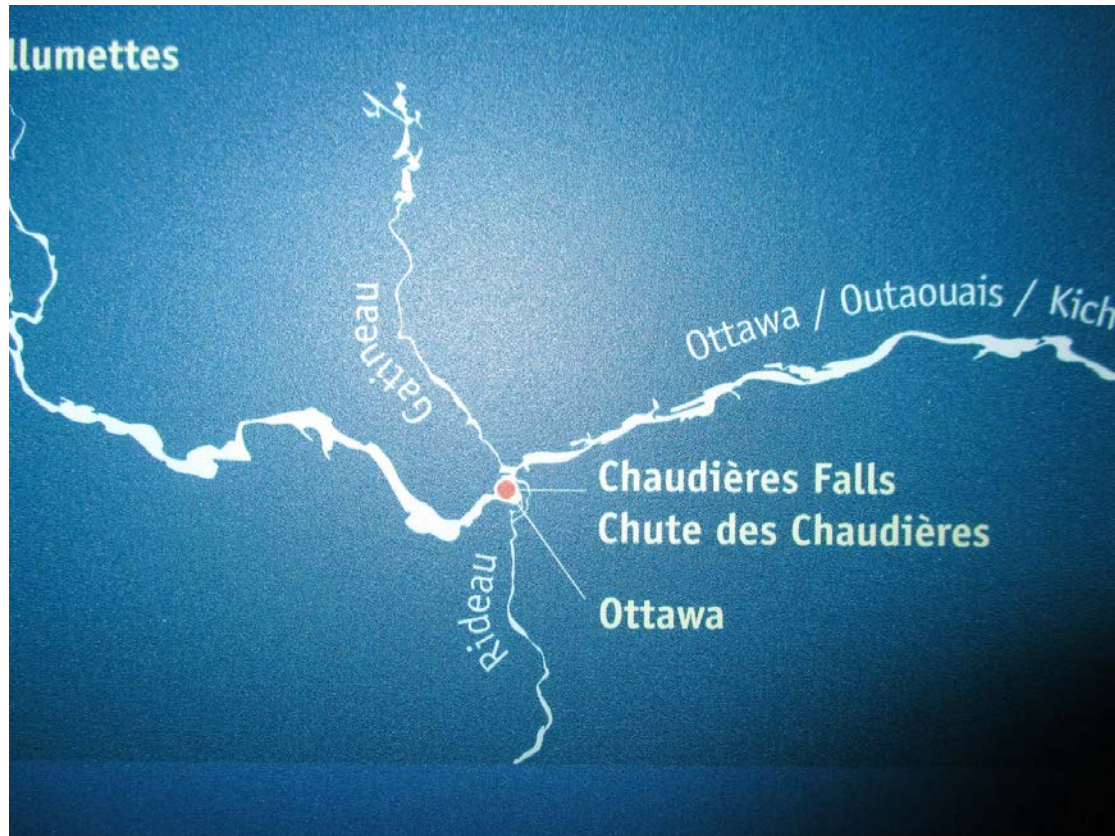 llumettes
Gatineau
Ottawa / Outaouais / Kich
Chaudières Falls
Chute des Chaudières
Ottawa
Rideau